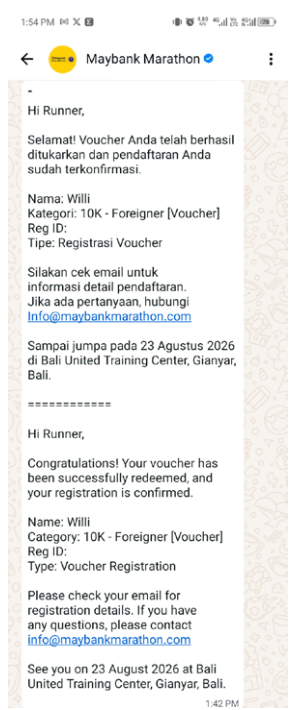 1:54 PM
Maybank Marathon
-
Hi Runner,
Selamat! Voucher Anda telah berhasil
ditukarkan dan pendaftaran Anda
sudah terkonfirmasi.
Nama: Willi
Kategori: 10K - Foreigner [Voucher]
Reg ID:
Tipe: Registrasi Voucher
Silakan cek email untuk
informasi detail pendaftaran.
Jika ada pertanyaan, hubungi
Info@maybankmarathon.com
Sampai jumpa pada 23 Agustus 2026
di Bali United Training Center, Gianyar,
Bali.
============
Hi Runner,
Congratulations! Your voucher has
been successfully redeemed, and
your registration is confirmed.
Name: Willi
Category: 10K - Foreigner [Voucher]
Reg ID:
Type: Voucher Registration
Please check your email for
registration details. If you have
any questions, please contact
info@maybankmarathon.com
See you on 23 August 2026 at Bali
United Training Center, Gianyar, Bali.
1:42 PM